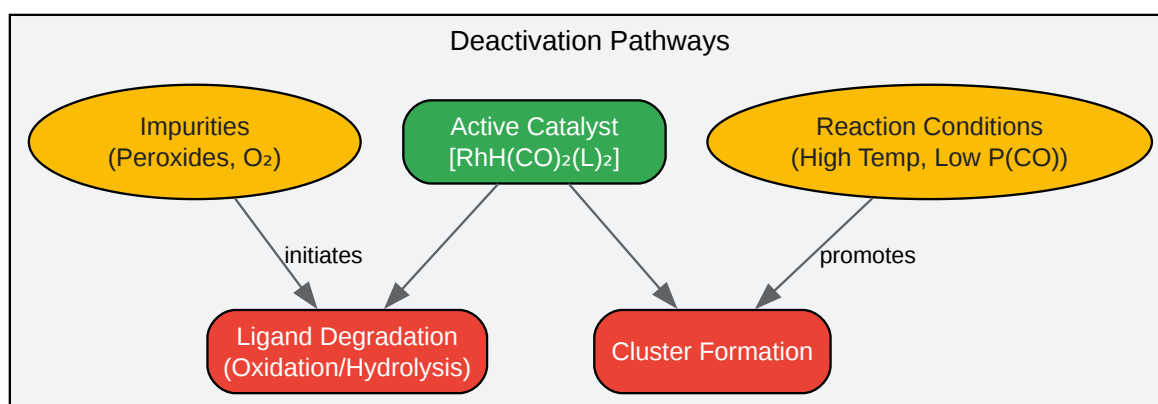 Deactivation Pathways
Impurities
(Peroxides, O₂)
Active Catalyst
[RhH(CO)₂(L)₂]
Reaction Conditions
(High Temp, Low P(CO))
initiates
promotes
Ligand Degradation
(Oxidation/Hydrolysis)
Cluster Formation